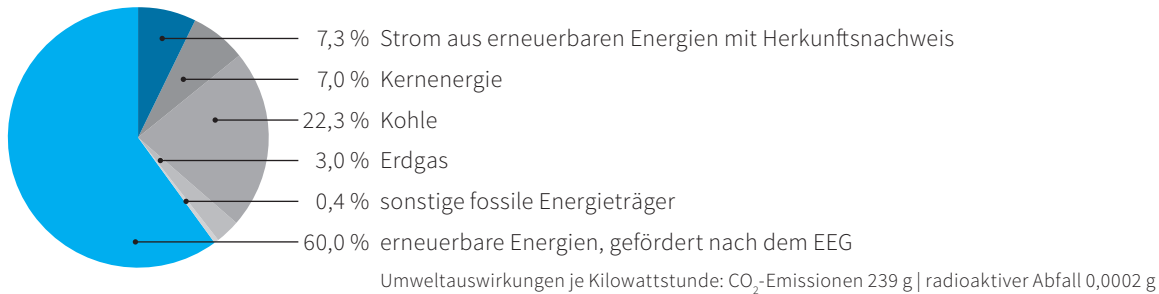 7,3 % Strom aus erneuerbaren Energien mit Herkunftsnachweis
7,0 % Kernenergie
22,3 % Kohle
3,0 % Erdgas
0,4 % sonstige fossile Energieträger
60,0 % erneuerbare Energien, gefördert nach dem EEG
Umweltauswirkungen je Kilowattstunde: CO₂-Emissionen 239 g | radioaktiver Abfall 0,0002 g